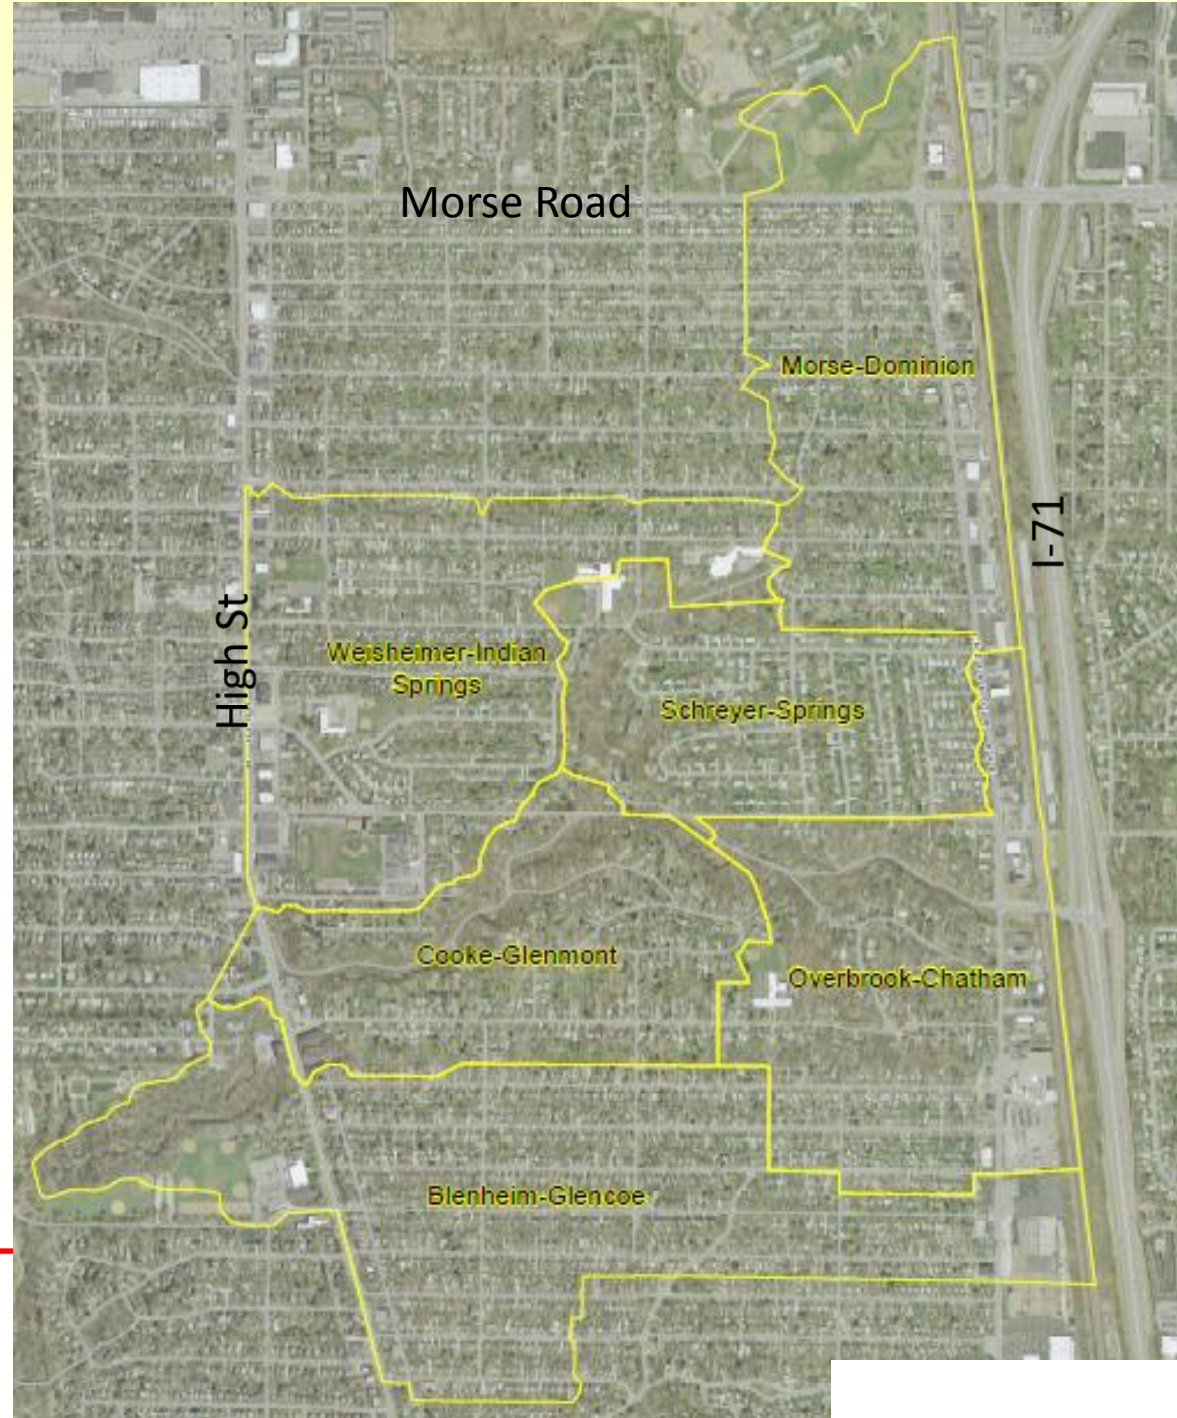 Morse Road
Morse-Dominion
I-71
High St
Weisheimer-Indian
Springs
Schreyer-Springs
Cooke-Glenmont
Overbrook-Chatham
Blenheim-Glencoe